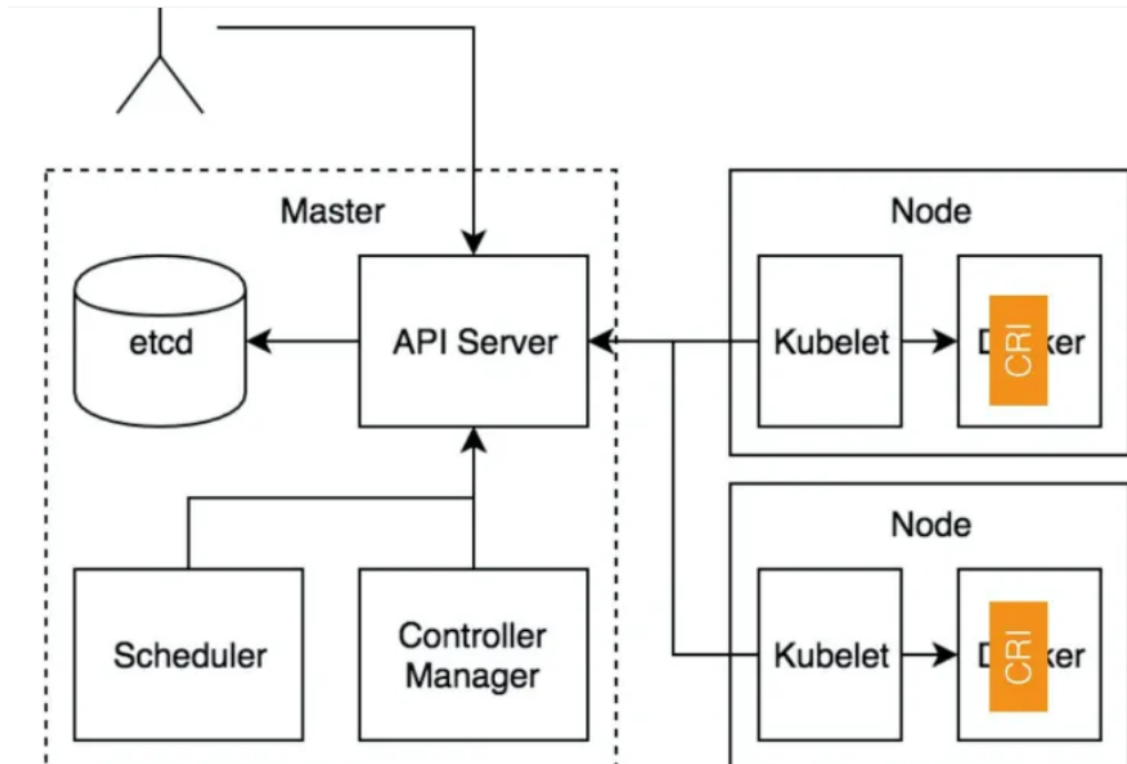 Master
Node
etcd
API Server
Kubelet
CRI
Node
Scheduler
Controller
Manager
Kubelet
CRI